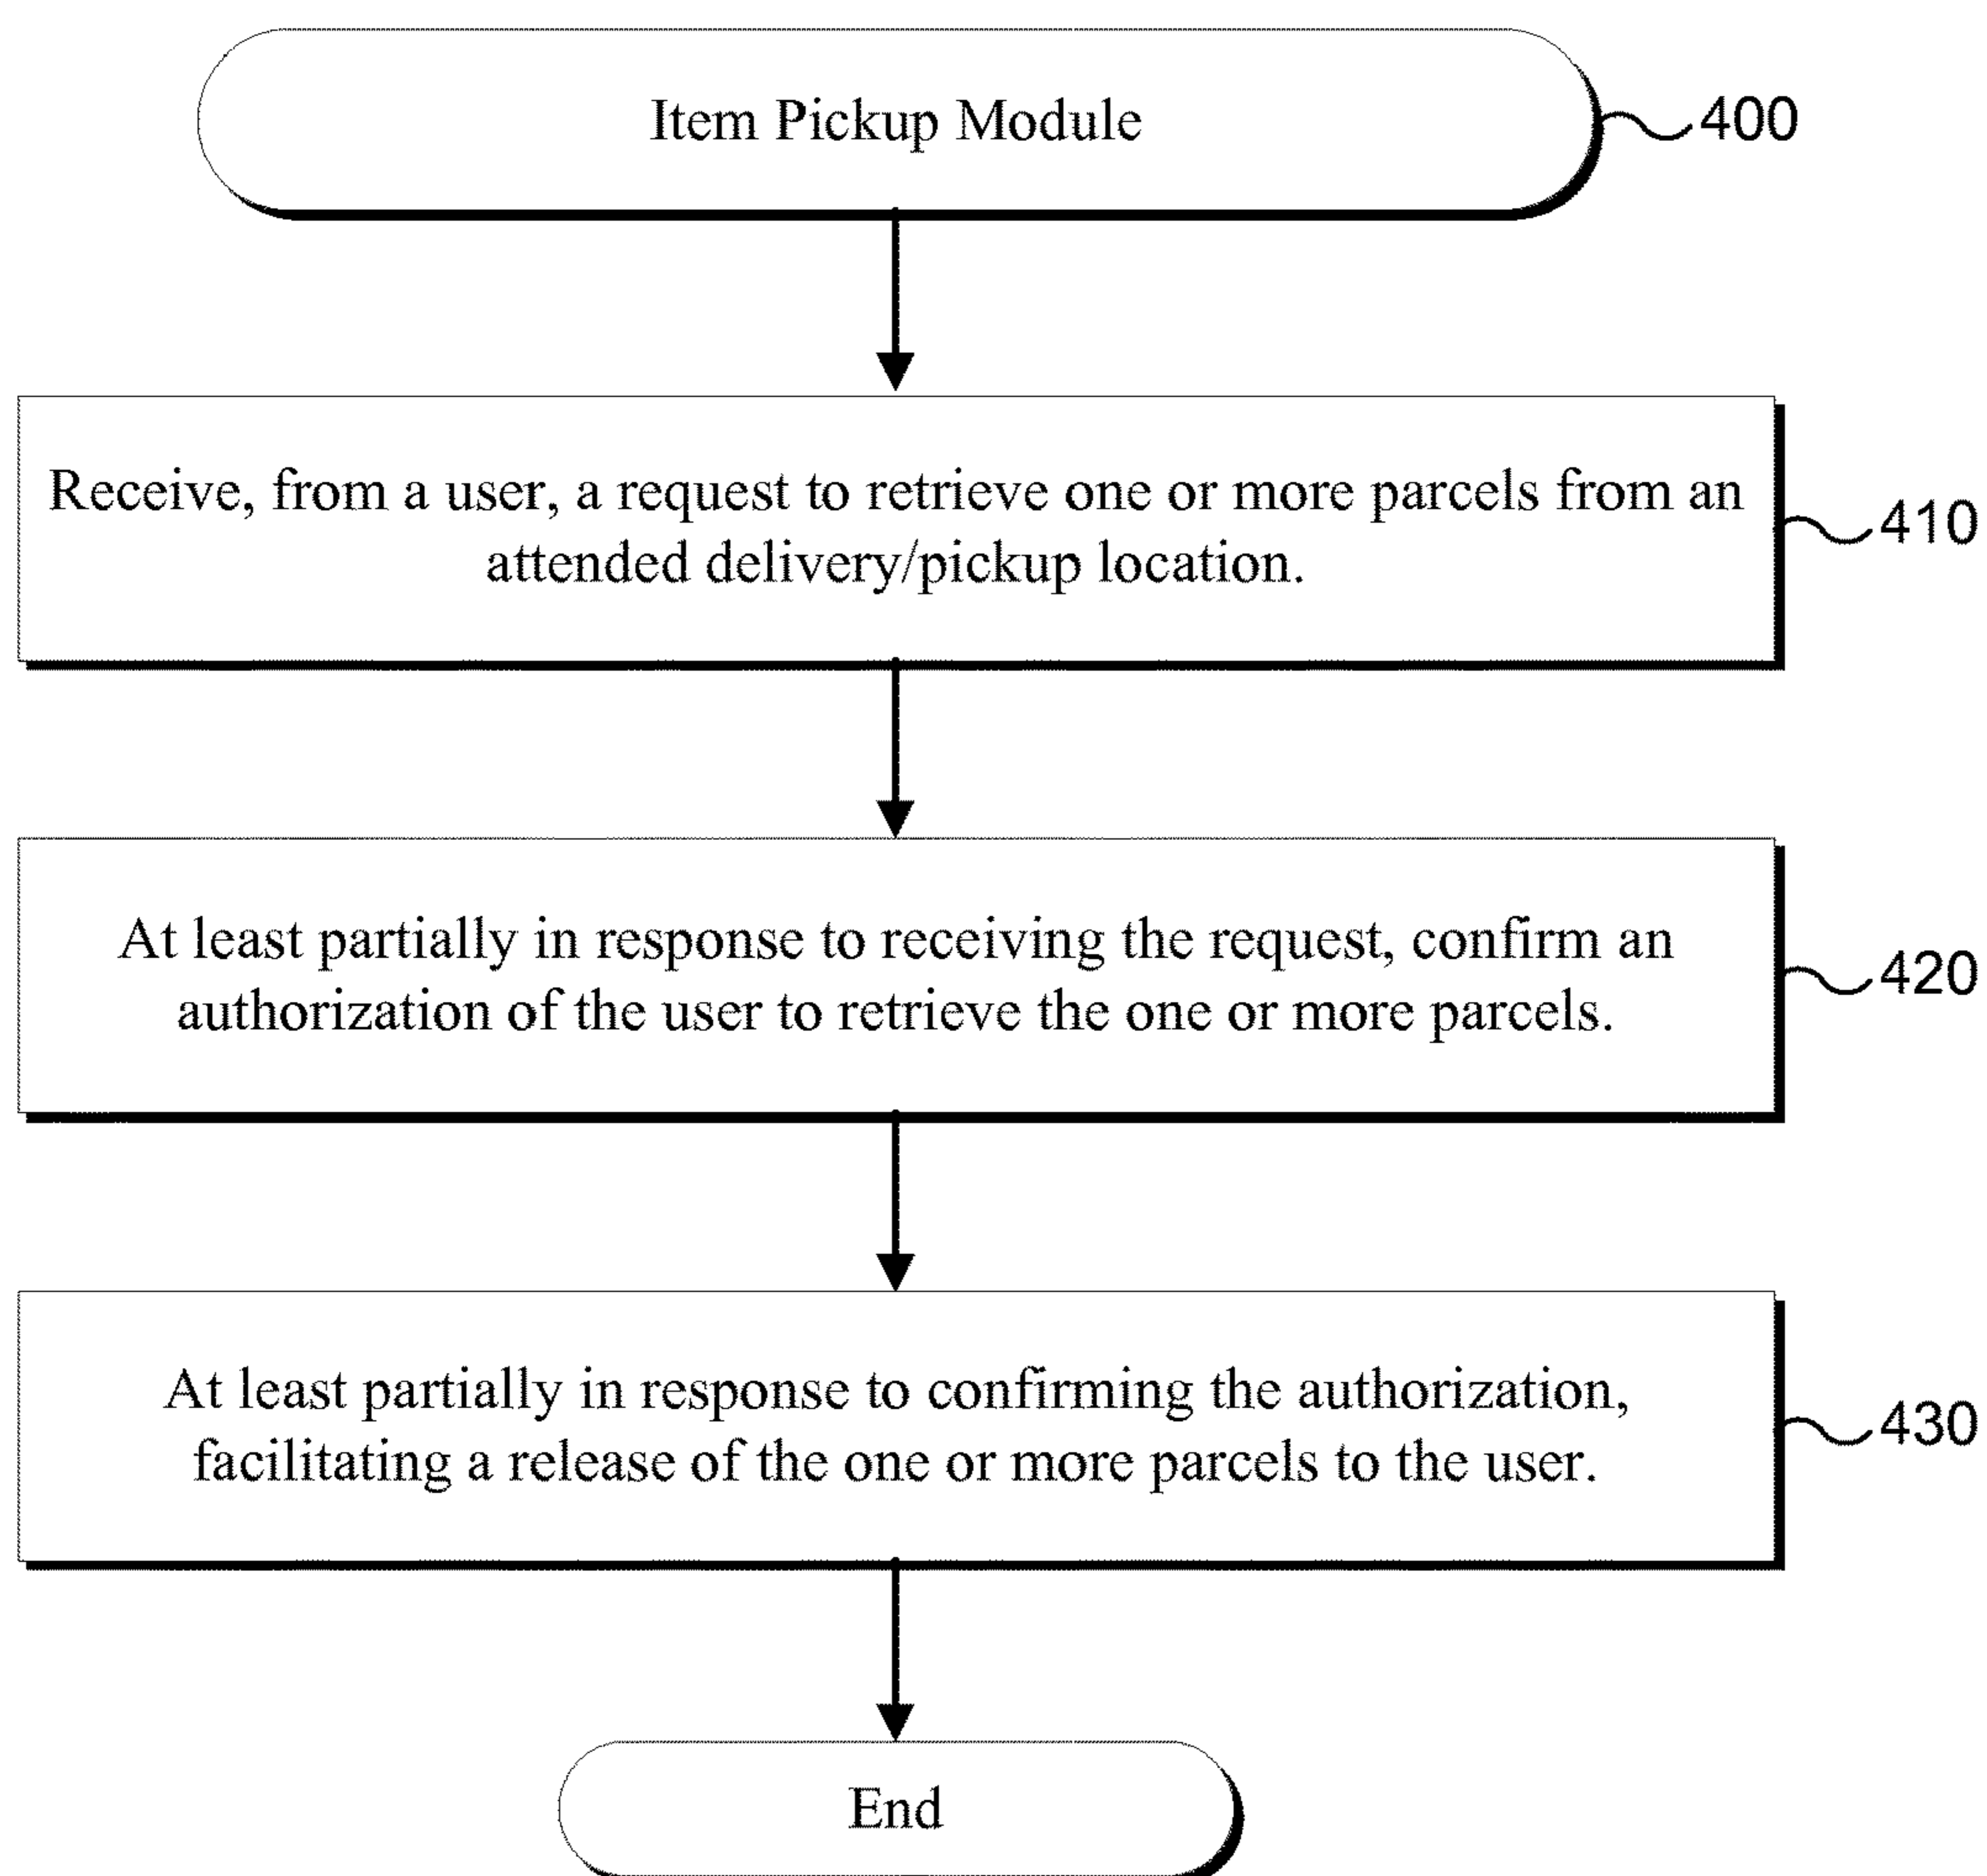 Item Pickup Module
400
Receive, from a user, a request to retrieve one or more parcels from an
attended delivery/pickup location.
410
At least partially in response to receiving the request, confirm an
authorization of the user to retrieve the one or more parcels.
420
At least partially in response to confirming the authorization,
facilitating a release of the one or more parcels to the user.
430
End